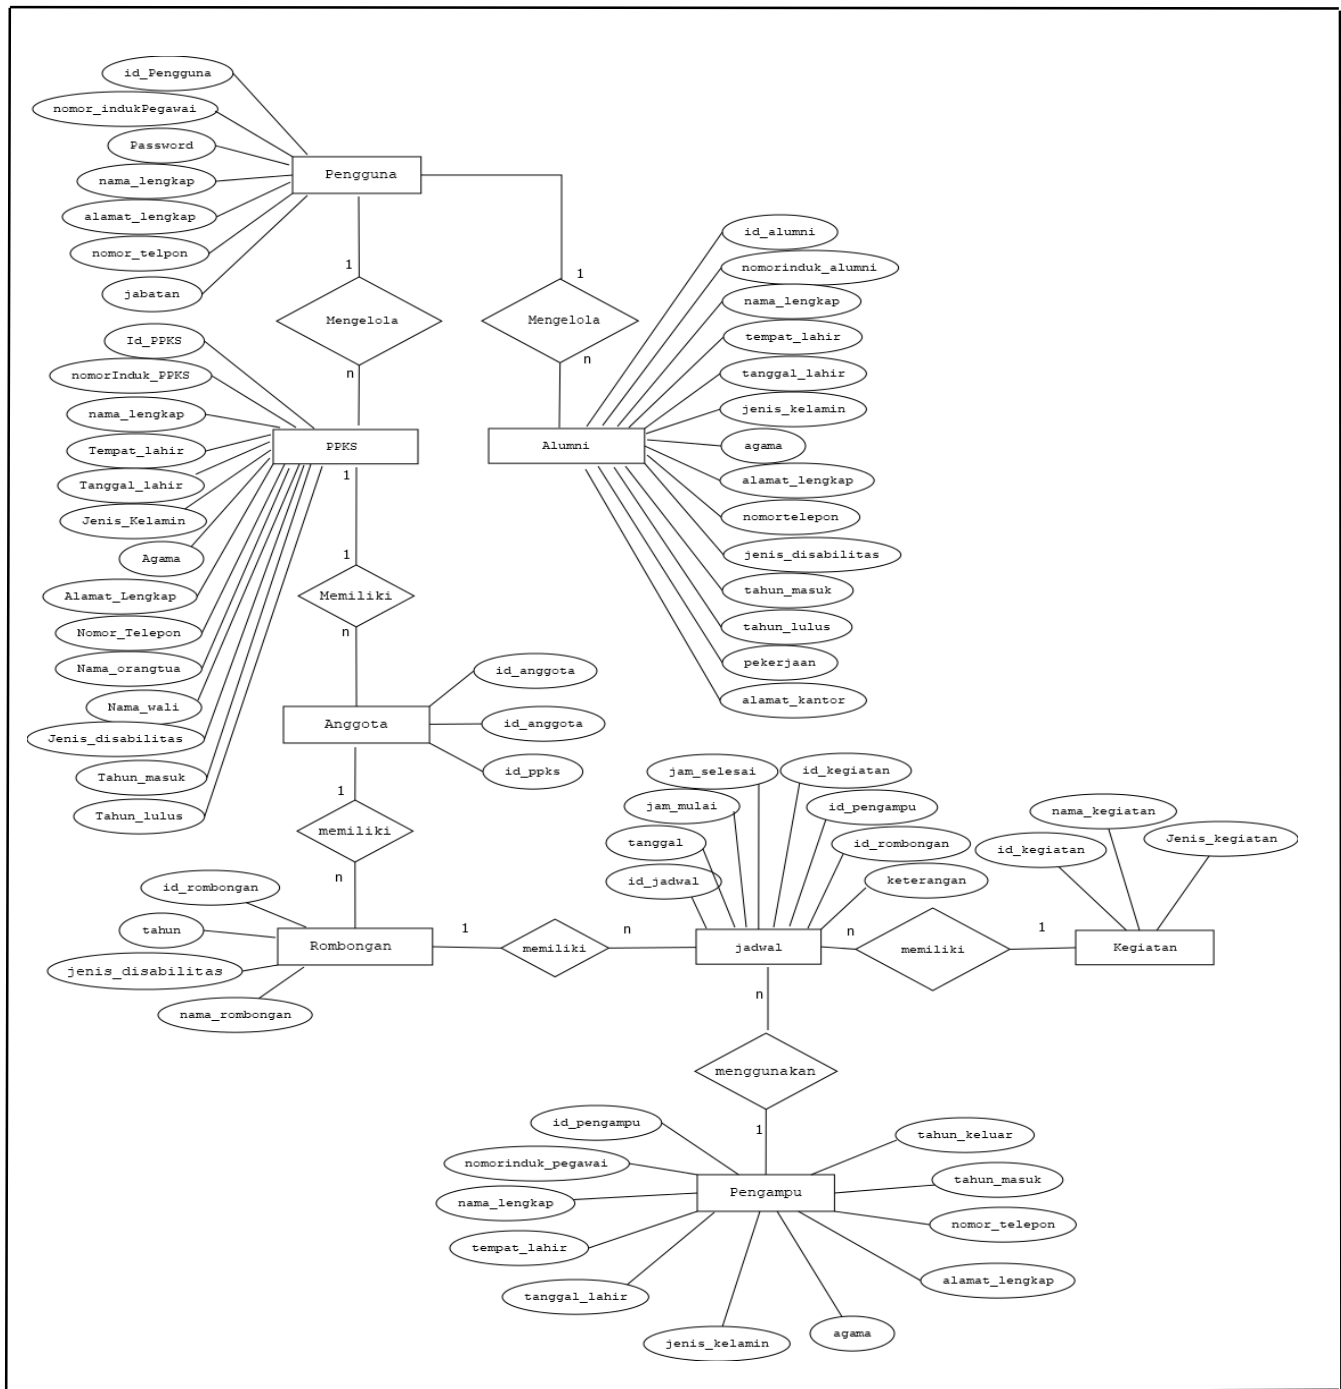 id_Pengguna
nomor_indukPegawai
Password
nama_lengkap
alamat_lengkap
nomor_telpon
jabatan
Pengguna
1
Mengelola
n
1
Mengelola
n
id_alumni
nomorinduk_alumni
nama_lengkap
tempat_lahir
tanggal_lahir
jenis_kelamin
agama
alamat_lengkap
nomortelepon
jenis_disabilitas
tahun_masuk
tahun_lulus
pekerjaan
alamat_kantor
Alumni
Id_PPKS
nomorInduk_PPKS
nama_lengkap
Tempat_lahir
Tanggal_lahir
Jenis_Kelamin
Agama
Alamat_Lengkap
Nomor_Telepon
Nama_orangtua
Nama_wali
Jenis_disabilitas
Tahun_masuk
Tahun_lulus
PPKS
1
1
Memiliki
n
Anggota
id_anggota
id_anggota
id_ppks
1
memiliki
n
id_rombongan
tahun
jenis_disabilitas
nama_rombongan
Rombongan
1
memiliki
n
jam_selesai
jam_mulai
tanggal
id_jadwal
id_kegiatan
id_pengampu
id_rombongan
keterangan
jadwal
n
memiliki
1
nama_kegiatan
Jenis_kegiatan
id_kegiatan
Kegiatan
n
menggunakan
1
id_pengampu
nomorinduk_pegawai
nama_lengkap
tempat_lahir
tanggal_lahir
jenis_kelamin
agama
alamat_lengkap
nomor_telepon
tahun_masuk
tahun_keluar
Pengampu